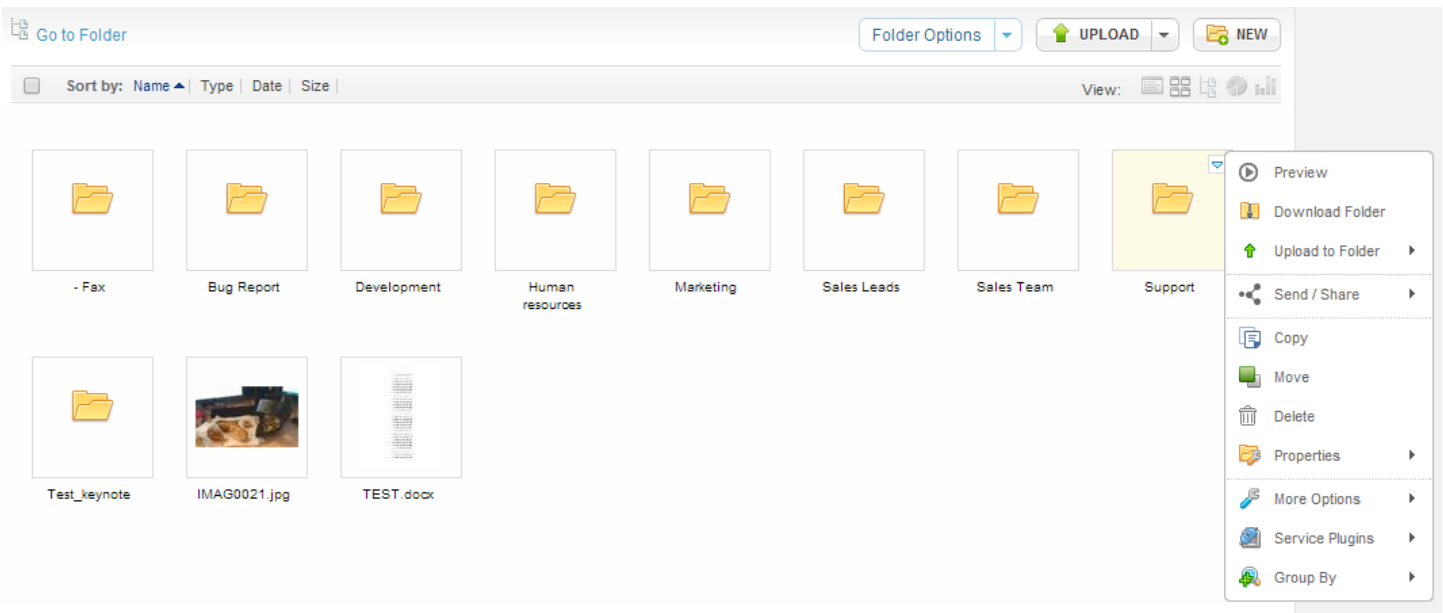 Go to Folder
Folder Options
UPLOAD
NEW
Sort by: Name | Type | Date | Size |
View:
- Fax
Bug Report
Development
Human
resources
Marketing
Sales Leads
Sales Team
Support
Test_keynote
IMAG0021.jpg
TEST.docx
Preview
Download Folder
Upload to Folder
Send / Share
Copy
Move
Delete
Properties
More Options
Service Plugins
Group By